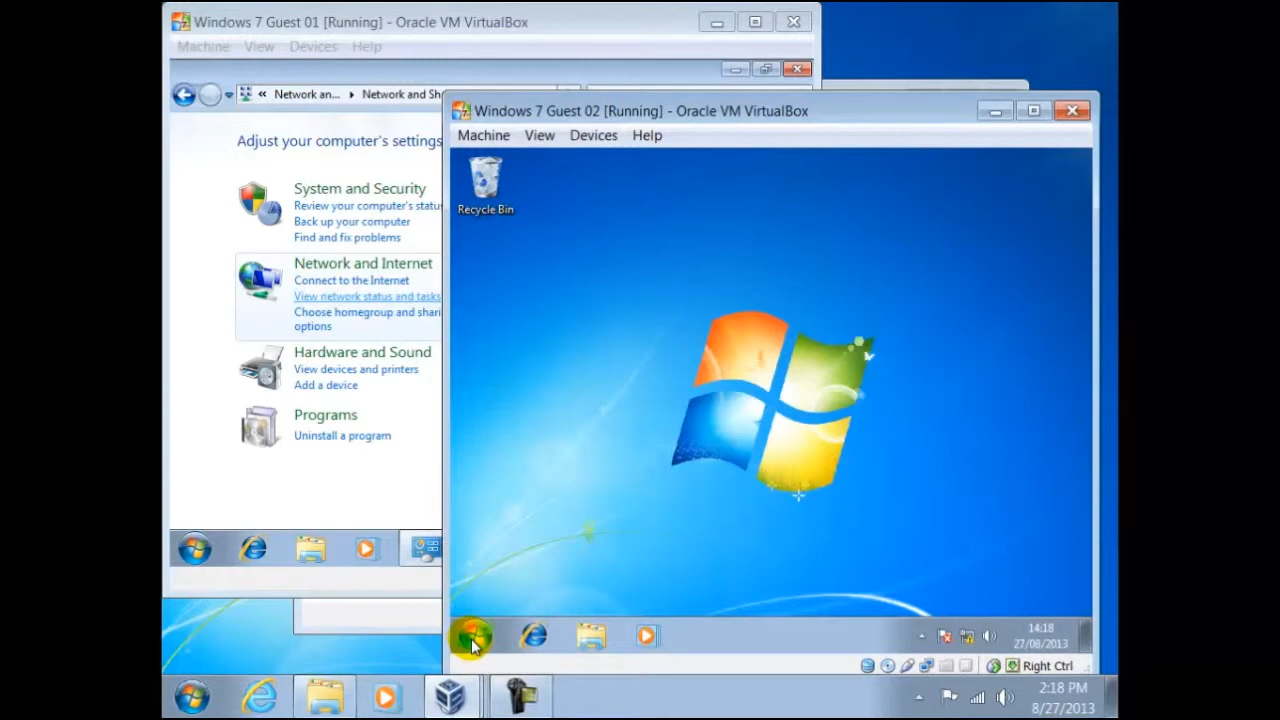 Windows 7 Guest 01 [Running] - Oracle VM VirtualBox
Machine View Devices Help
« Network an... Network and Sh
Adjust your computer's settings
System and Security
Review your computer's statu
Back up your computer
Find and fix problems
Network and Internet
Connect to the Internet
View network status and tasks
Choose homegroup and shari
options
Hardware and Sound
View devices and printers
Add a device
Programs
Uninstall a program
Windows 7 Guest 02 [Running] - Oracle VM VirtualBox
Machine View Devices Help
Recycle Bin
14:18
27/08/2013
Right Ctrl
2:18 PM
8/27/2013